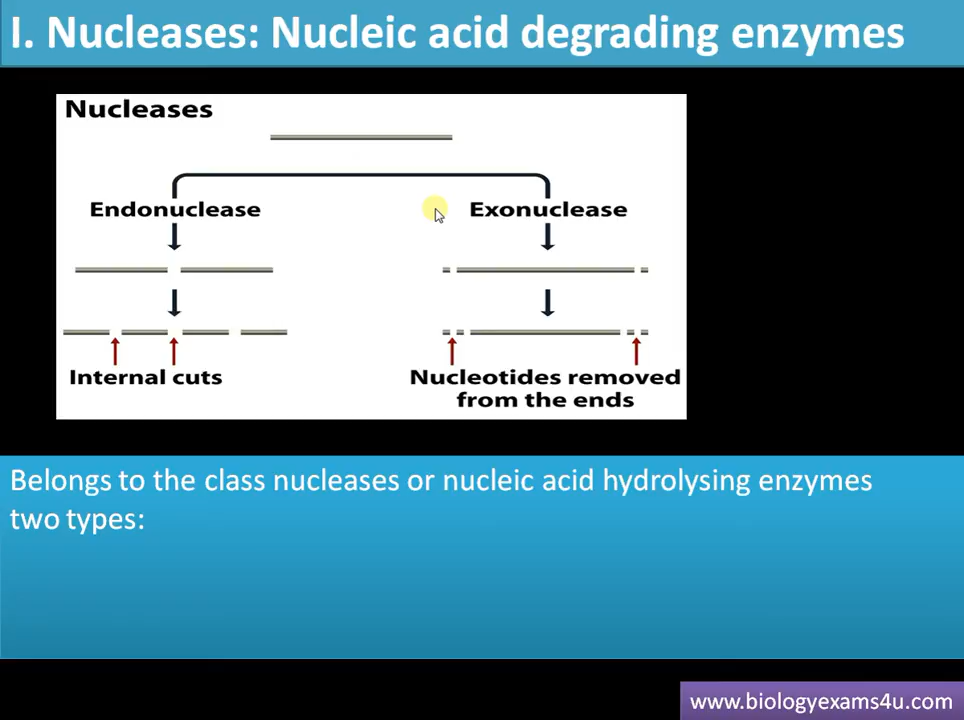 I. Nucleases: Nucleic acid degrading enzymes
Nucleases
Endonuclease
Exonuclease
Internal cuts
Nucleotides removed
from the ends
Belongs to the class nucleases or nucleic acid hydrolysing enzymes
two types:
www.biologyexams4u.com